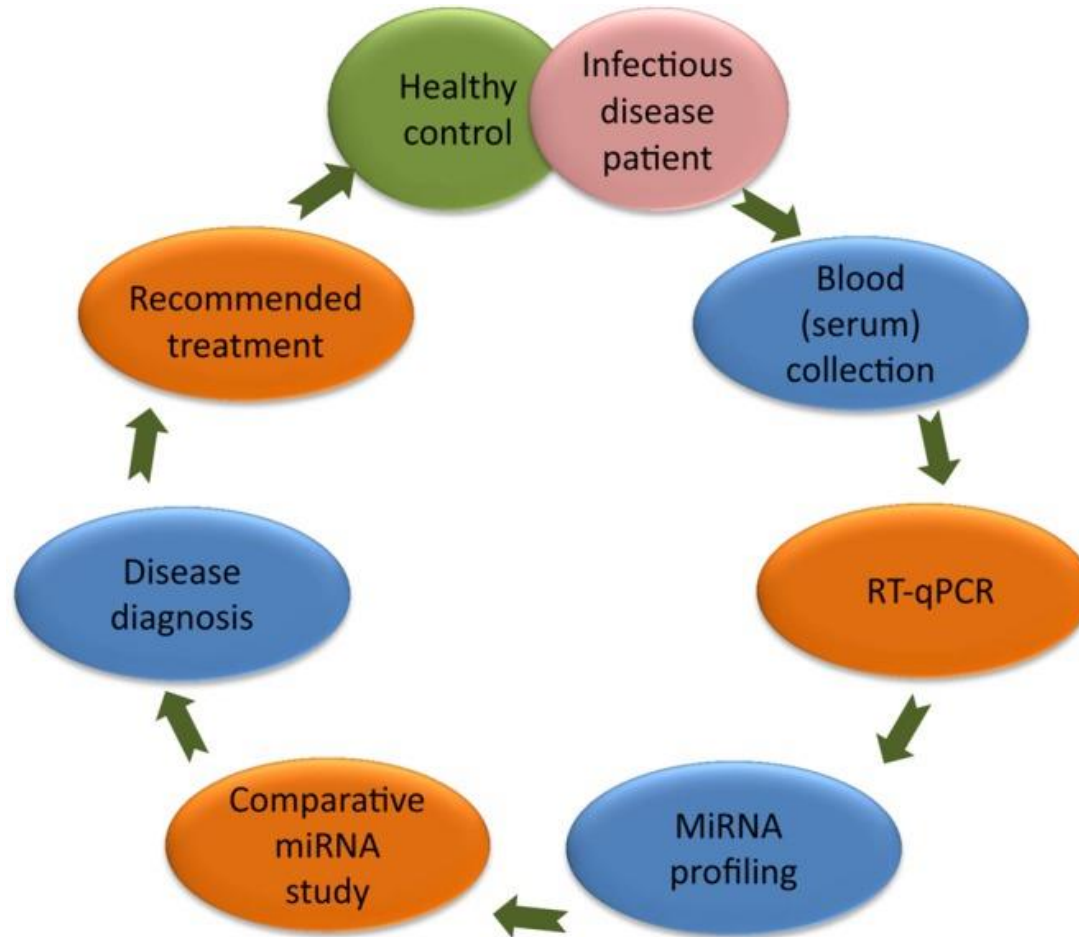 Healthy
control
Infectious
disease
patient
Blood
(serum)
collection
RT-qPCR
MiRNA
profiling
Comparative
miRNA
study
Disease
diagnosis
Recommended
treatment